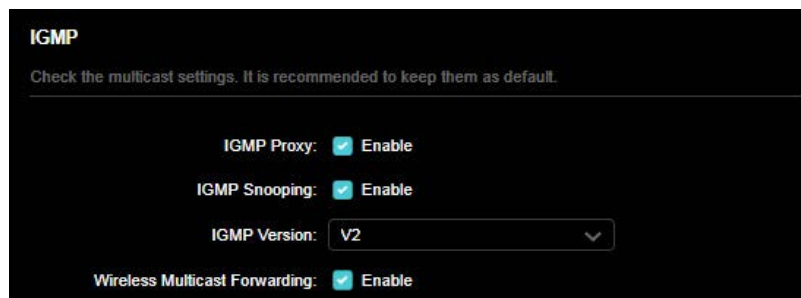 IGMP
Check the multicast settings. It is recommended to keep them as default.
IGMP Proxy: Enable
IGMP Snooping: Enable
IGMP Version: V2
Wireless Multicast Forwarding: Enable